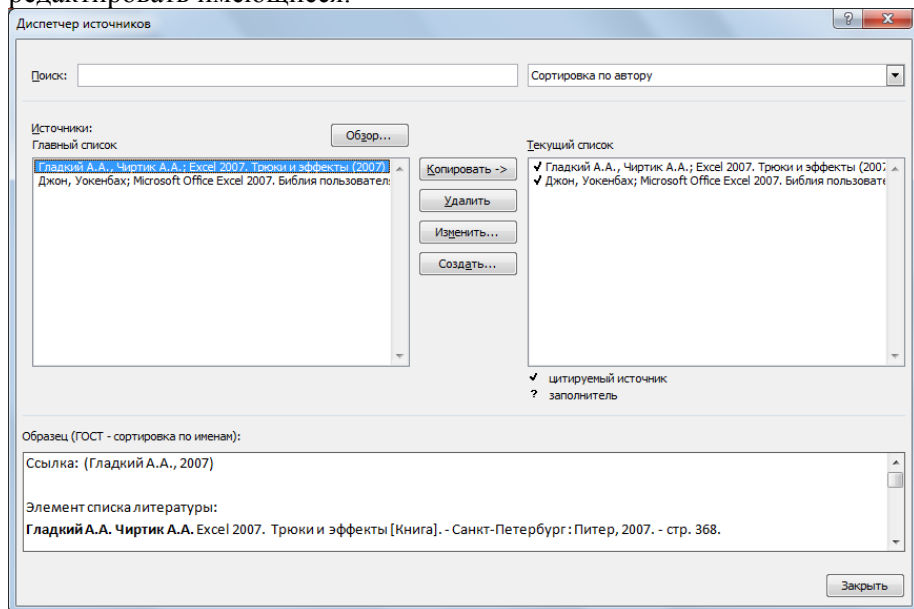 редактировать имеющиеся.
Диспетчер источников
Поиск:
Сортировка по автору
Источники:
Главный список
Обзор...
Текущий список
Гладкий А.А., Чиртик А.А.; Excel 2007. Трюки и эффекты (2007)
Джон, Уокенбах; Microsoft Office Excel 2007. Библия пользовател
Копировать ->
Удалить
Изменить...
Создать...
✔ Гладкий А.А., Чиртик А.А.; Excel 2007. Трюки и эффекты (2007
✔ Джон, Уокенбах; Microsoft Office Excel 2007. Библия пользовате
✔ цитируемый источник
? заполнитель
Образец (ГОСТ - сортировка по именам):
Ссылка: (Гладкий А.А., 2007)
Элемент списка литературы:
Гладкий А.А. Чиртик А.А. Excel 2007. Трюки и эффекты [Книга]. - Санкт-Петербург : Питер, 2007. - стр. 368.
Закрыть